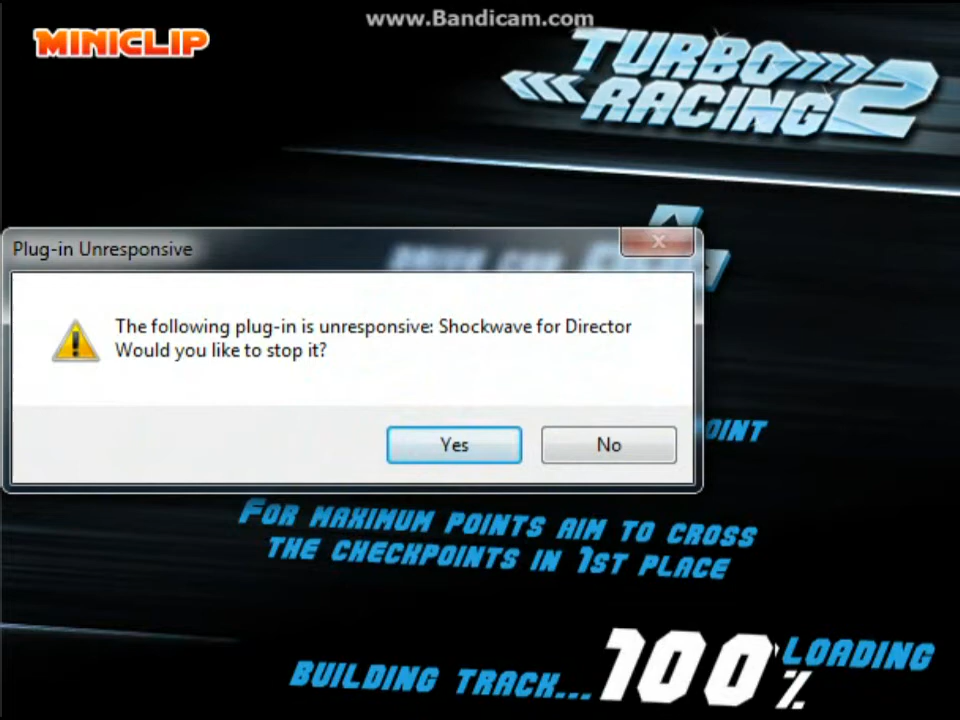 www.Bandicam.com
MINICLIP
TURBO
RACING 2
Plug-in Unresponsive
The following plug-in is unresponsive: Shockwave for Director
Would you like to stop it?
Yes
No
OINT
FOR MAXIMUM POINTS AIM TO CROSS
THE CHECKPOINTS IN 1ST PLACE
BUILDING TRACK... 100% LOADING